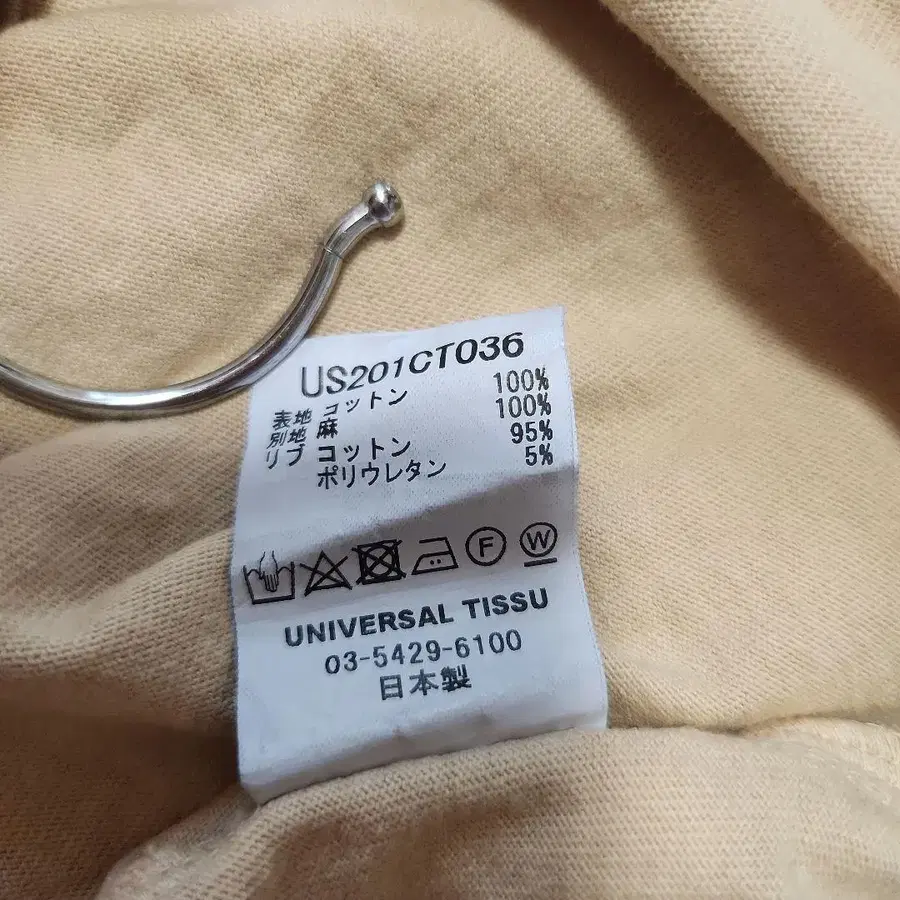 US201CT036
表地 コットン 100%
別地 麻 100%
リブ コットン 95%
ポリウレタン 5%
F W
UNIVERSAL TISSU
03-5429-6100
日本製